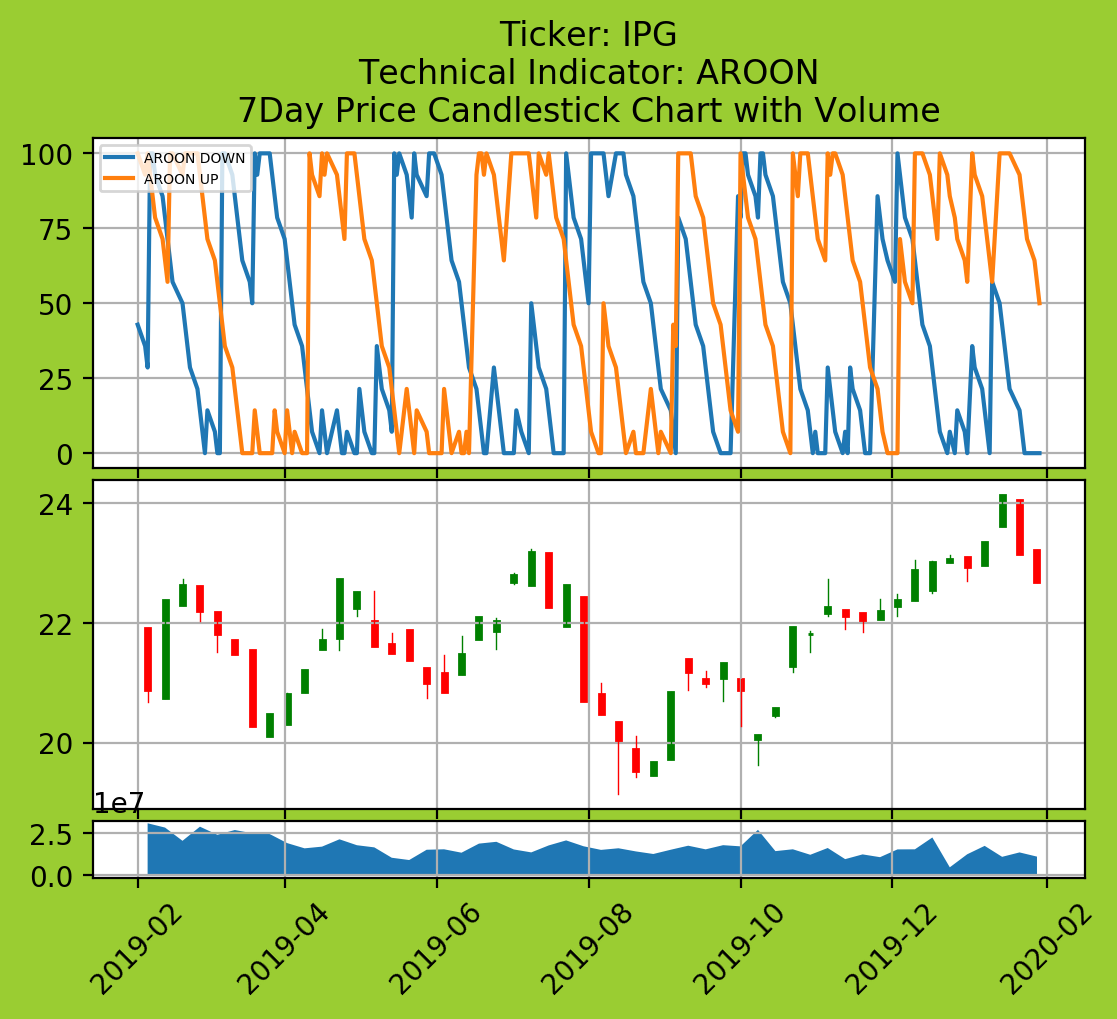 Ticker: IPG
Technical Indicator: AROON
7Day Price Candlestick Chart with Volume
100
75
50
25
0
AROON DOWN
AROON UP
24
22
20
1e7
2.5
0.0
2019-02
2019-04
2019-06
2019-08
2019-10
2019-12
2020-02